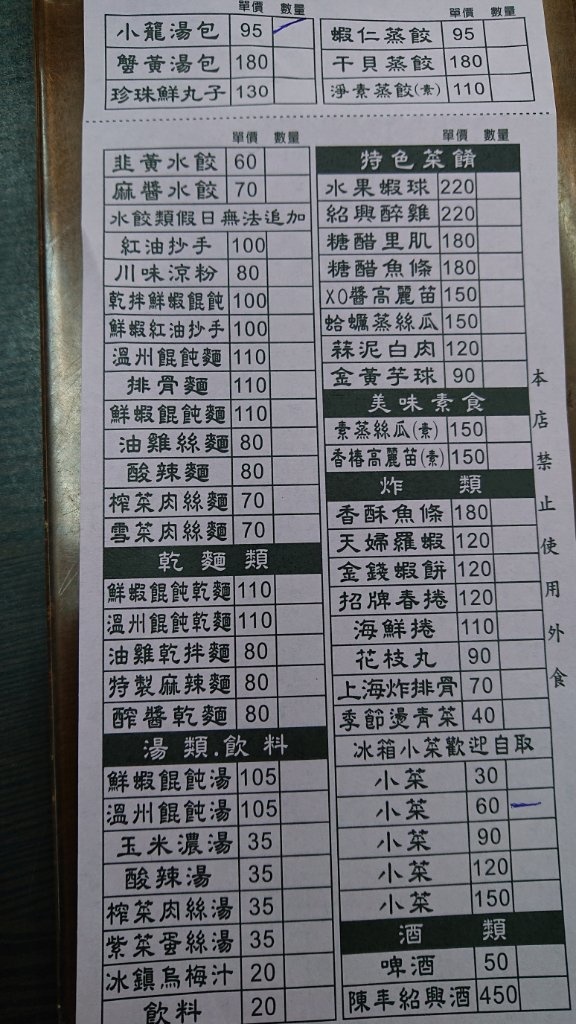 單價 數量
小籠湯包 95
蟹黃湯包 180
珍珠鮮丸子 130
單價 數量
蝦仁蒸餃 95
干貝蒸餃 180
淨素蒸餃(素) 110
單價 數量
韭黃水餃 60
麻醬水餃 70
水餃類假日無法追加
紅油抄手 100
川味涼粉 80
乾拌鮮蝦餛飩 100
鮮蝦紅油抄手 100
溫州餛飩麵 110
排骨麵 110
鮮蝦餛飩麵 110
油雞絲麵 80
酸辣麵 80
榨菜肉絲麵 70
雪菜肉絲麵 70
乾麵類
鮮蝦餛飩乾麵 110
溫州餛飩乾麵 110
油雞乾拌麵 80
特製麻辣麵 80
醡醬乾麵 80
湯類.飲料
鮮蝦餛飩湯 105
溫州餛飩湯 105
玉米濃湯 35
酸辣湯 35
榨菜肉絲湯 35
紫菜蛋絲湯 35
冰鎮烏梅汁 20
飲料 20
單價 數量
特色菜餚
水果蝦球 220
紹興醉雞 220
糖醋里肌 180
糖醋魚條 180
XO醬高麗苗 150
蛤蠣蒸絲瓜 150
蒜泥白肉 120
金黃芋球 90
美味素食
素蒸絲瓜(素) 150
香椿高麗苗(素) 150
炸類
香酥魚條 180
天婦羅蝦 120
金錢蝦餅 120
招牌春捲 120
海鮮捲 110
花枝丸 90
上海炸排骨 70
季節燙青菜 40
冰箱小菜歡迎自取
小菜 30
小菜 60
小菜 90
小菜 120
小菜 150
酒類
啤酒 50
陳年紹興酒 450
本店禁止使用外食